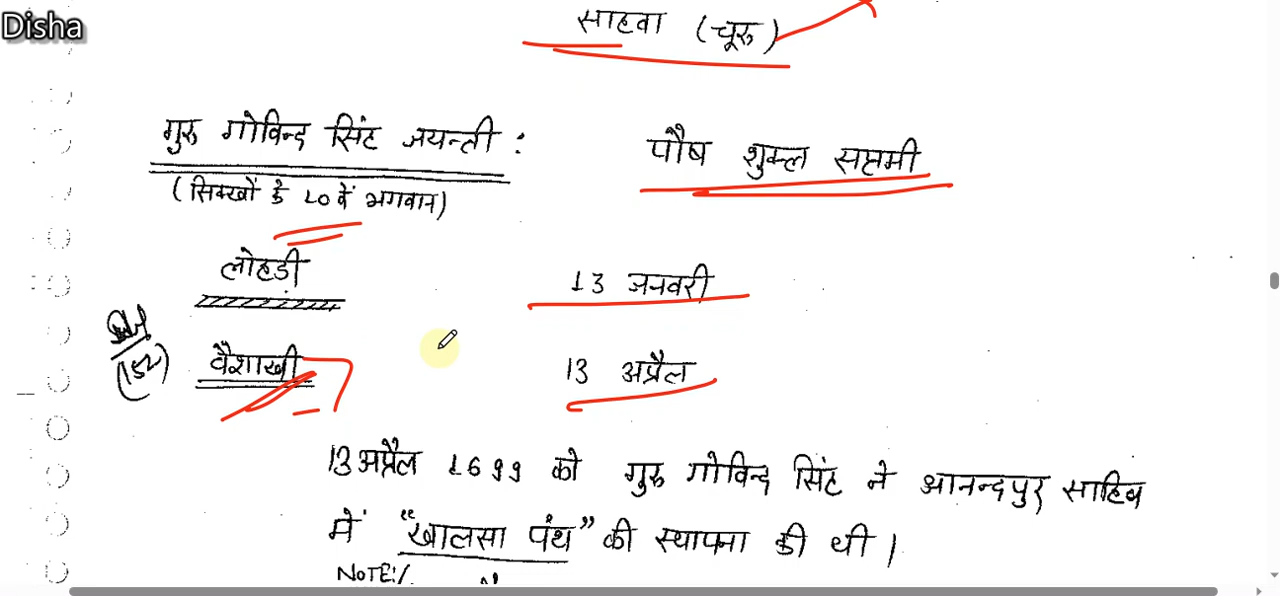 Disha
साहवा (चूरू)
गुरु गोविन्द सिंह जयन्ती : पौष शुक्ल सप्तमी
(सिक्खों के 10 वें भगवान)
लोहडी 13 जनवरी
(152)
वैशाखी 13 अप्रैल
13 अप्रैल 1699 को गुरु गोविन्द सिंह ने आनन्दपुर साहिब
में "खालसा पंथ" की स्थापना की थी।
NOTE: